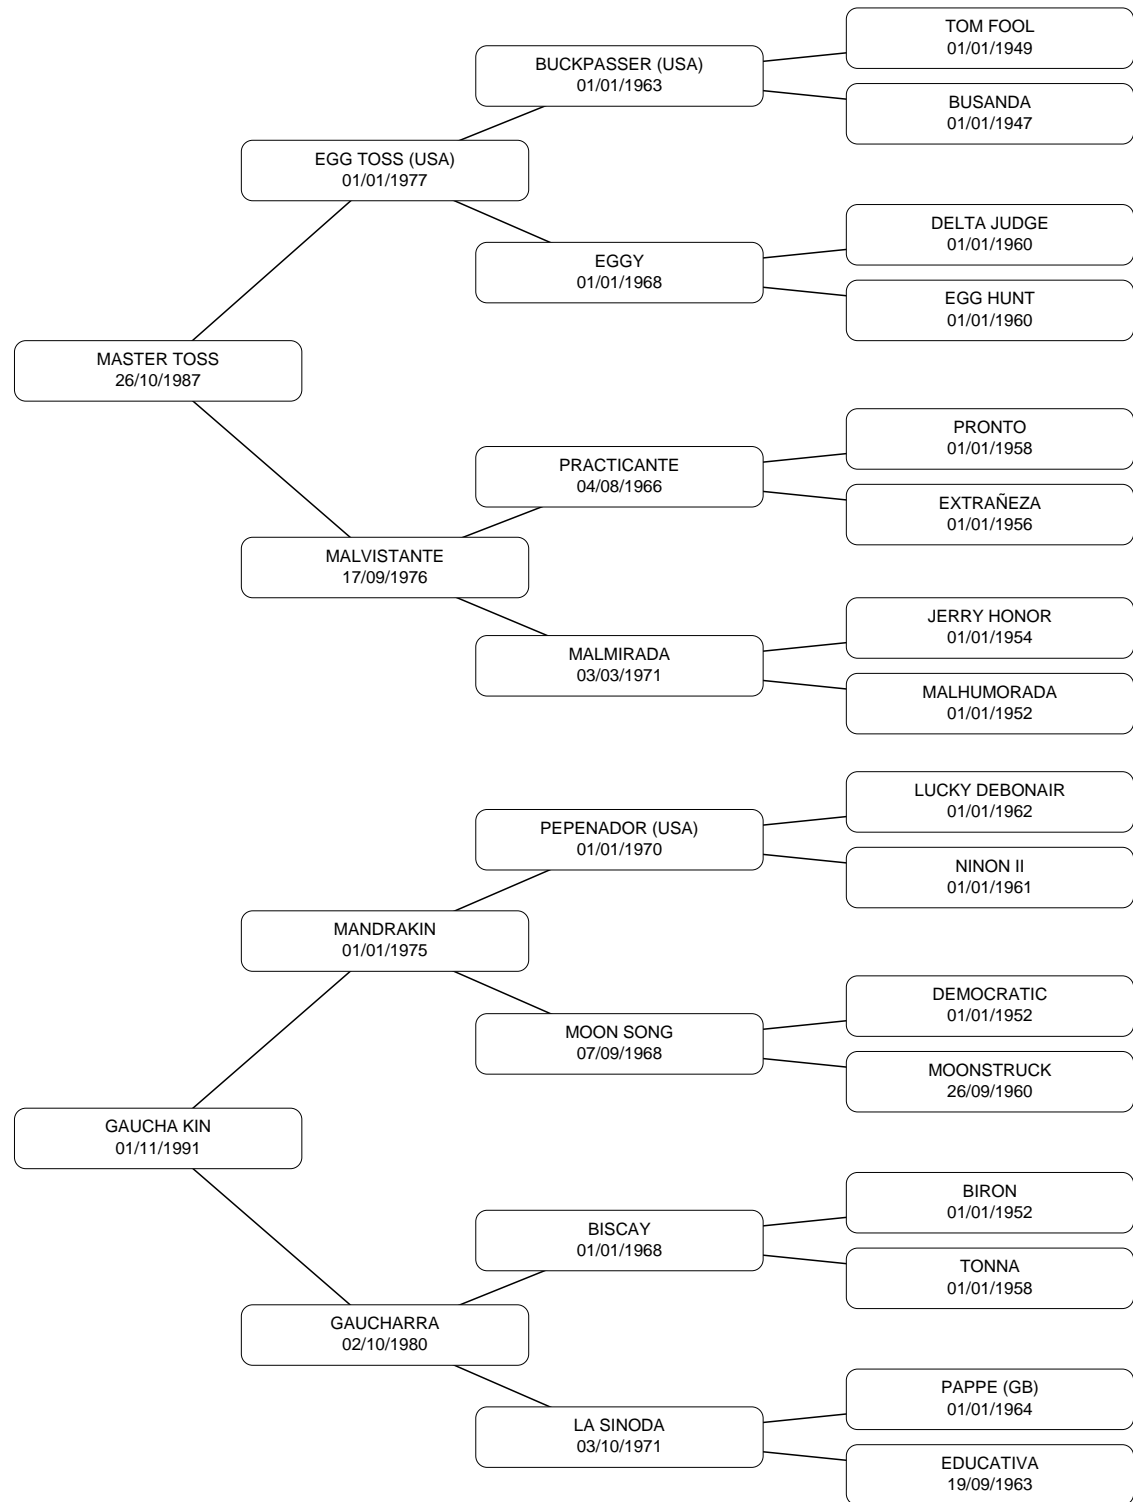 TOM FOOL
01/01/1949
BUCKPASSER (USA)
01/01/1963
BUSANDA
01/01/1947
EGG TOSS (USA)
01/01/1977
DELTA JUDGE
01/01/1960
EGGY
01/01/1968
EGG HUNT
01/01/1960
MASTER TOSS
26/10/1987
PRONTO
01/01/1958
PRACTICANTE
04/08/1966
EXTRAÑEZA
01/01/1956
MALVISTANTE
17/09/1976
JERRY HONOR
01/01/1954
MALMIRADA
03/03/1971
MALHUMORADA
01/01/1952
LUCKY DEBONAIR
01/01/1962
PEPENADOR (USA)
01/01/1970
NINON II
01/01/1961
MANDRAKIN
01/01/1975
DEMOCRATIC
01/01/1952
MOON SONG
07/09/1968
MOONSTRUCK
26/09/1960
GAUCHA KIN
01/11/1991
BIRON
01/01/1952
BISCAY
01/01/1968
TONNA
01/01/1958
GAUCHARRA
02/10/1980
PAPPE (GB)
01/01/1964
LA SINODA
03/10/1971
EDUCATIVA
19/09/1963